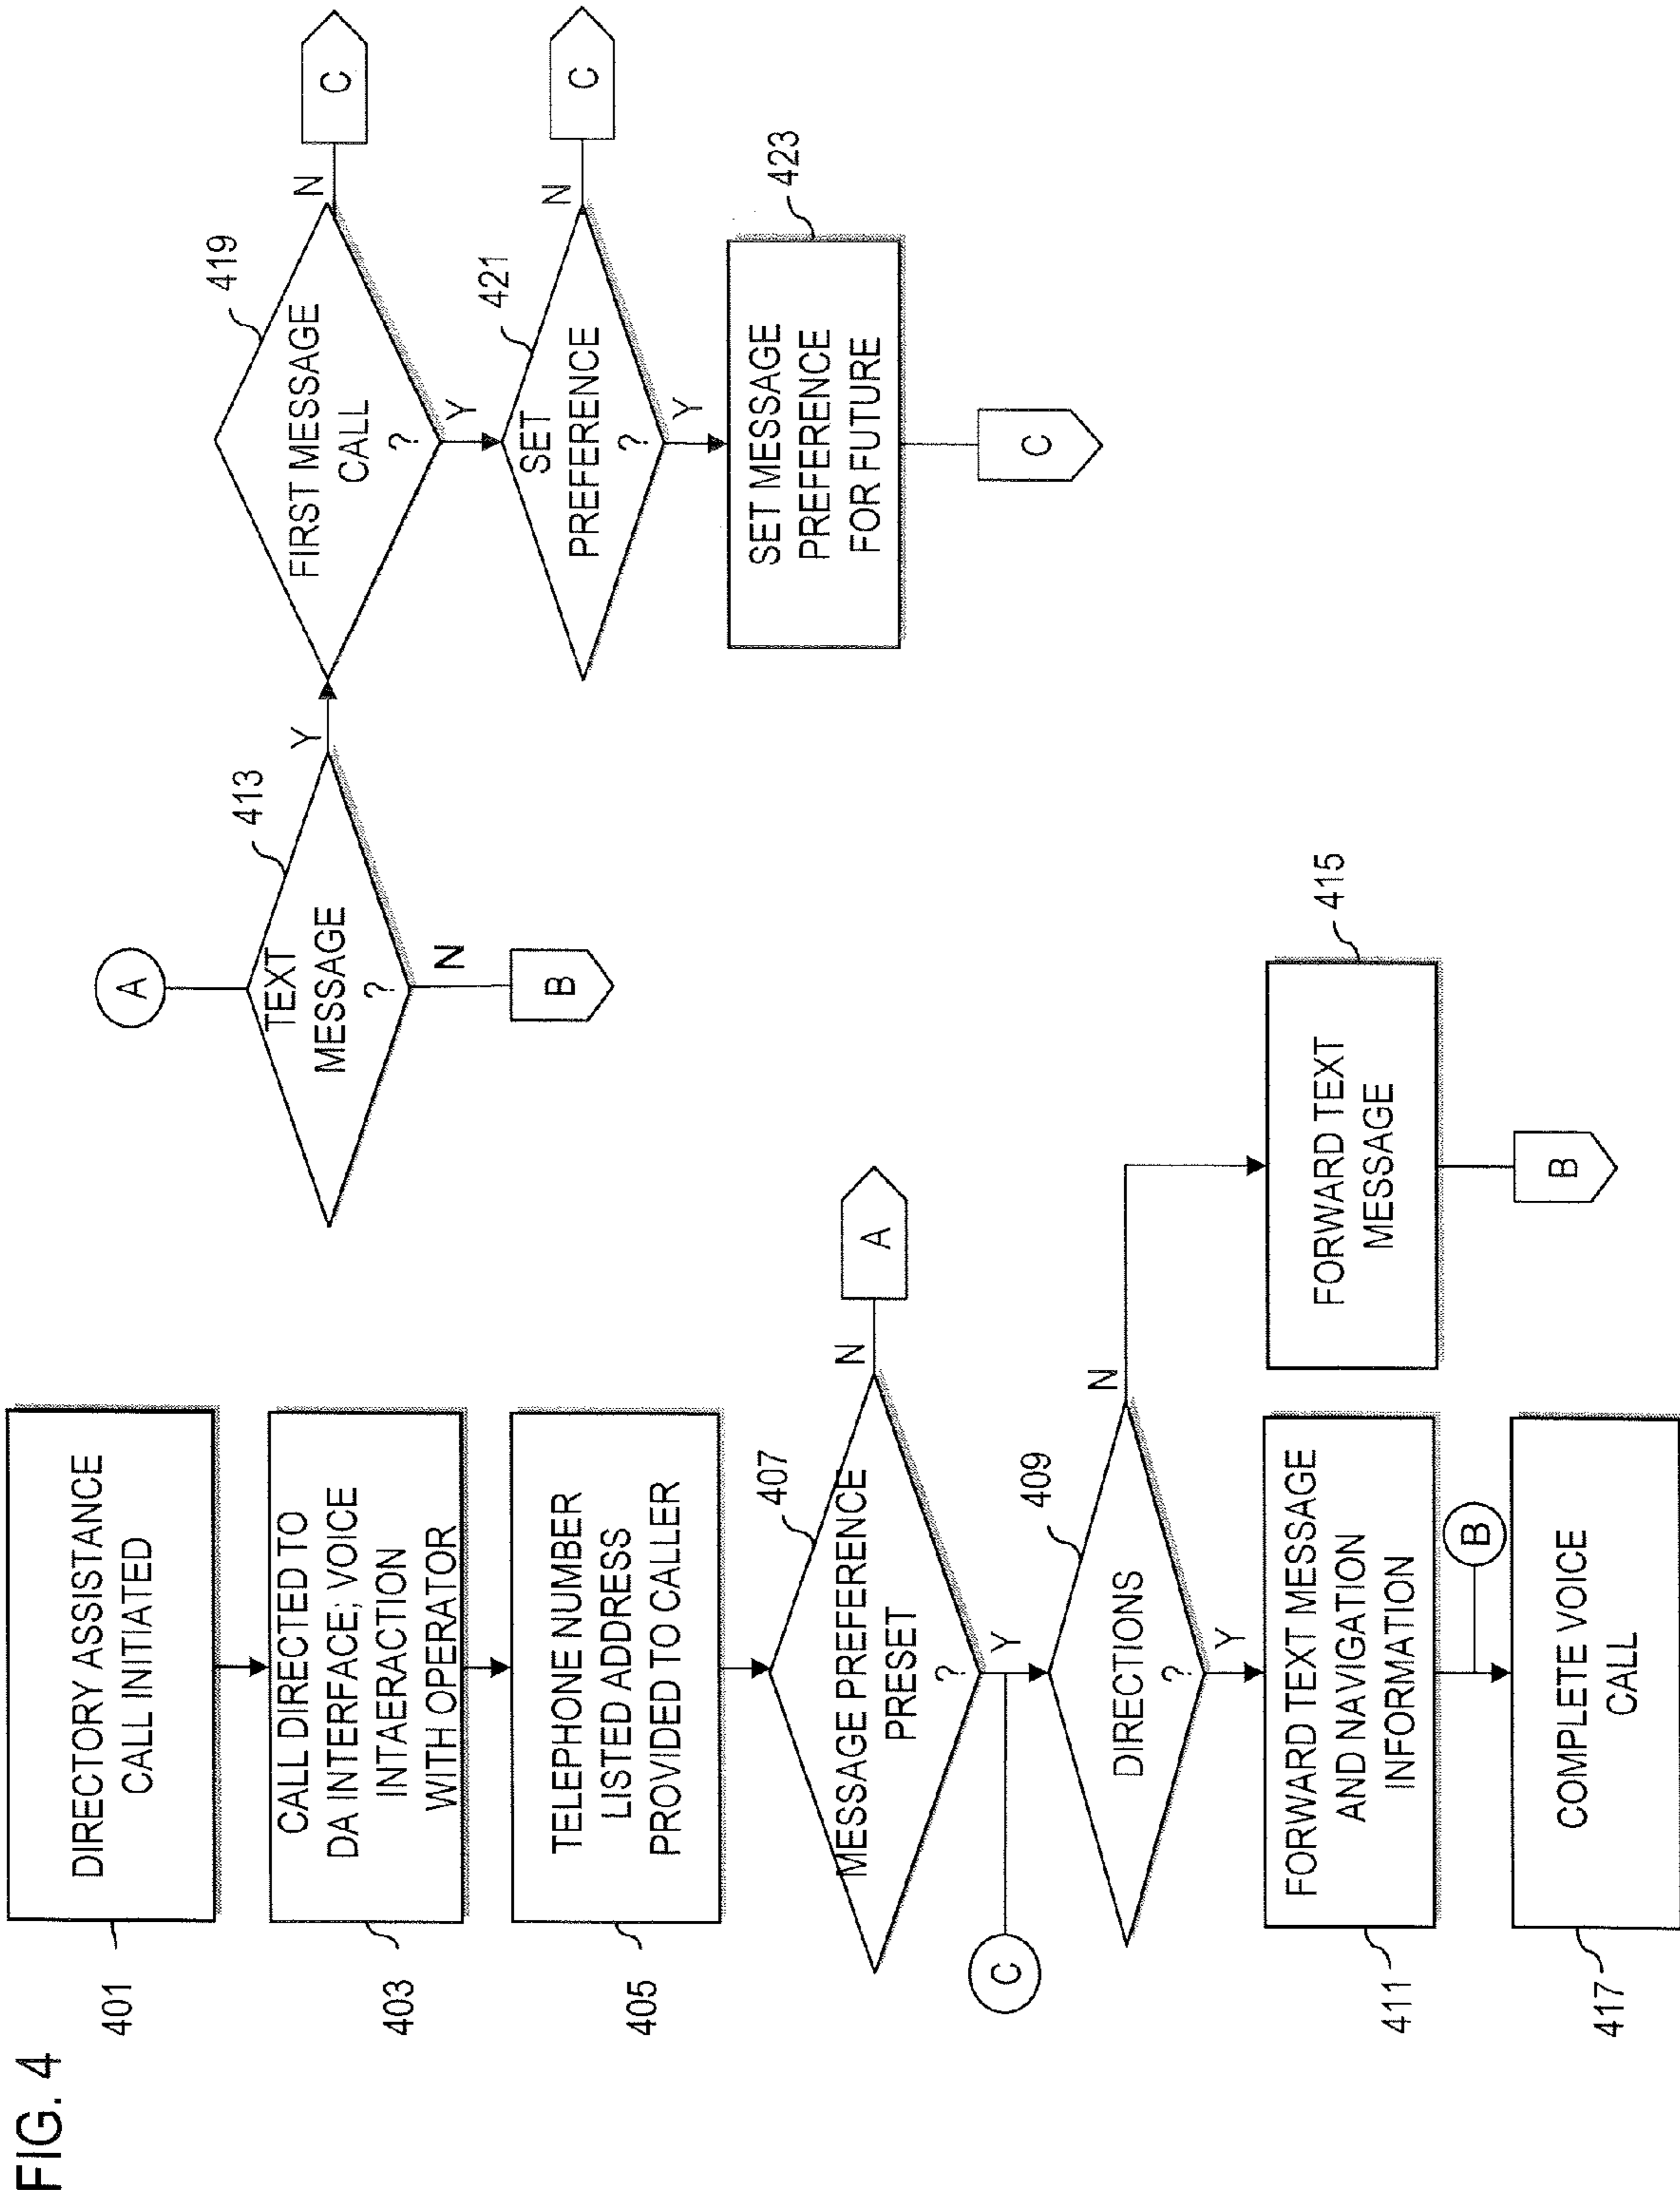 FIG. 4
401
DIRECTORY ASSISTANCE
CALL INITIATED
403
CALL DIRECTED TO
DA INTERFACE; VOICE
INTAERACTION
WITH OPERATOR
405
TELEPHONE NUMBER
LISTED ADDRESS
PROVIDED TO CALLER
407
MESSAGE PREFERENCE
PRESET
?
N
A
Y
C
409
DIRECTIONS
?
N
Y
411
FORWARD TEXT MESSAGE
AND NAVIGATION
INFORMATION
B
417
COMPLETE VOICE
CALL
415
FORWARD TEXT
MESSAGE
B
A
413
TEXT
MESSAGE
?
N
B
Y
419
FIRST MESSAGE
CALL
?
N
C
Y
421
SET
PREFERENCE
?
N
C
Y
423
SET MESSAGE
PREFERENCE
FOR FUTURE
C